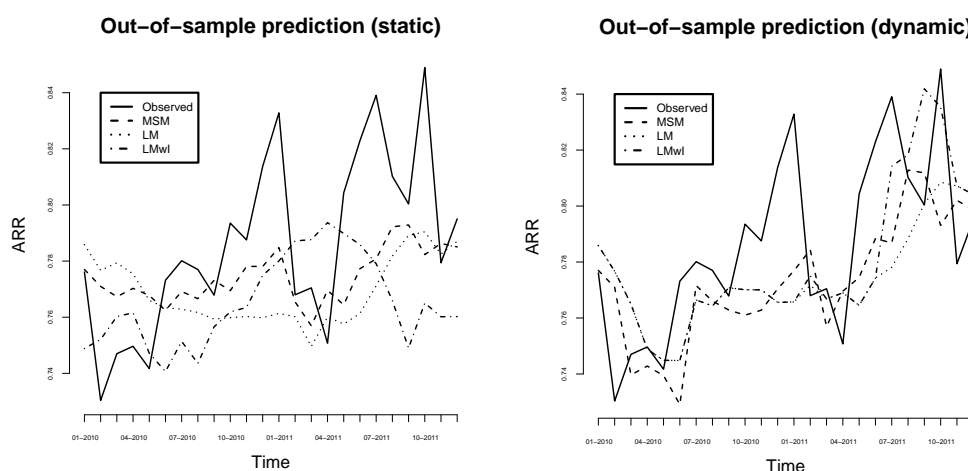 Out-of-sample prediction (static)
ARR
0.74
0.76
0.78
0.80
0.82
0.84
Observed
MSM
LM
LMwI
01-2010
04-2010
07-2010
10-2010
01-2011
04-2011
07-2011
10-2011
Time
Out-of-sample prediction (dynamic)
ARR
0.74
0.76
0.78
0.80
0.82
0.84
Observed
MSM
LM
LMwI
01-2010
04-2010
07-2010
10-2010
01-2011
04-2011
07-2011
10-2011
Time